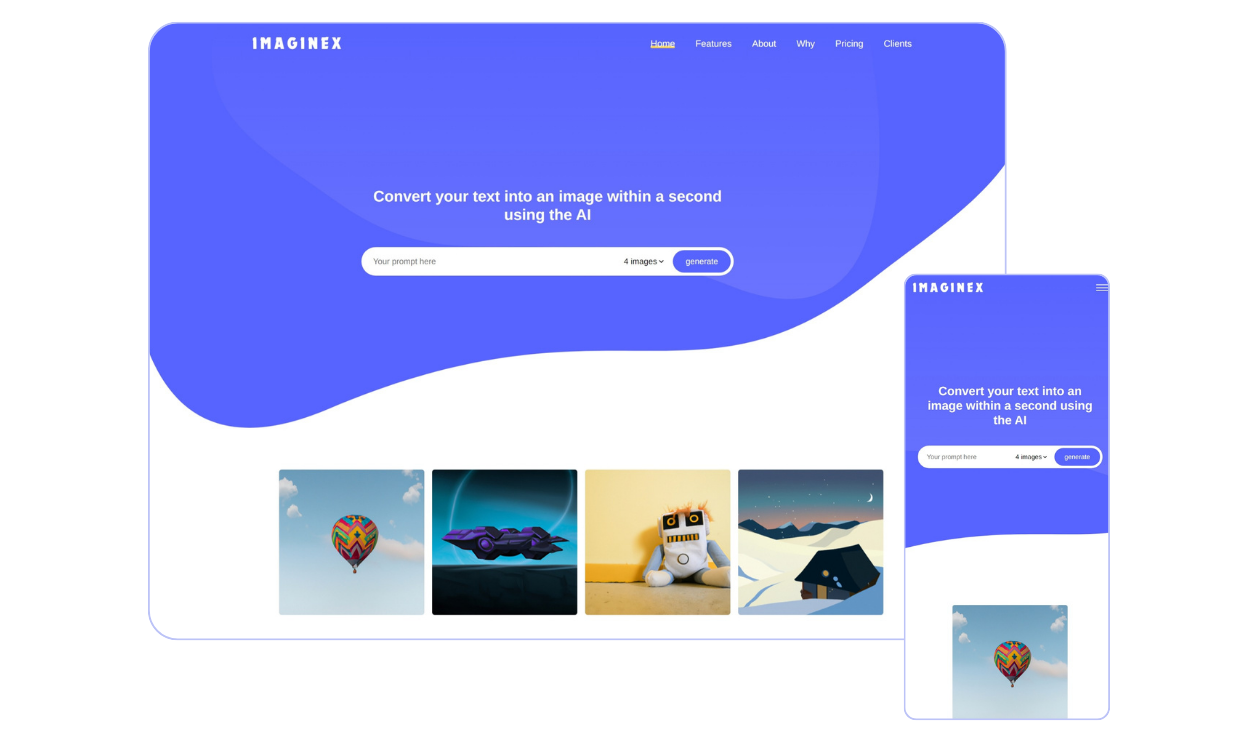 IMAGINEX
Home Features About Why Pricing Clients
Convert your text into an image within a second
using the AI
Your prompt here 4 images generate
IMAGINEX
Convert your text into an
image within a second using
the AI
Your prompt here 4 images generate